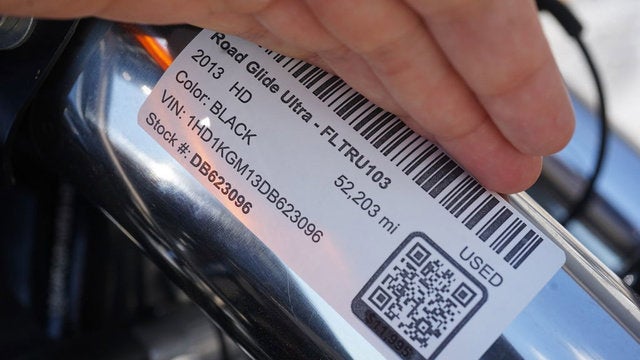 Road Glide Ultra - FLTRU103
2013 HD 52,203 mi
Color: BLACK
VIN: 1HD1KGM13DB623096 USED
Stock #: DB623096